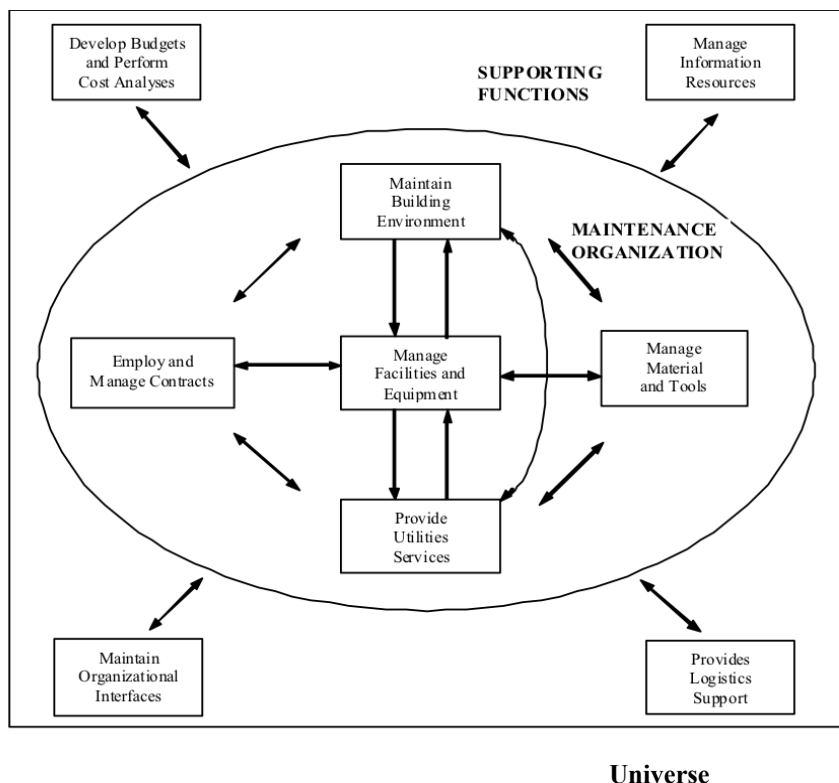 Develop Budgets
and Perform
Cost Analyses
SUPPORTING
FUNCTIONS
Manage
Information
Resources
Maintain
Building
Environment
MAINTENANCE
ORGANIZATION
Employ and
Manage Contracts
Manage
Facilities and
Equipment
Manage
Material
and Tools
Provide
Utilities
Services
Maintain
Organizational
Interfaces
Provides
Logistics
Support
Universe